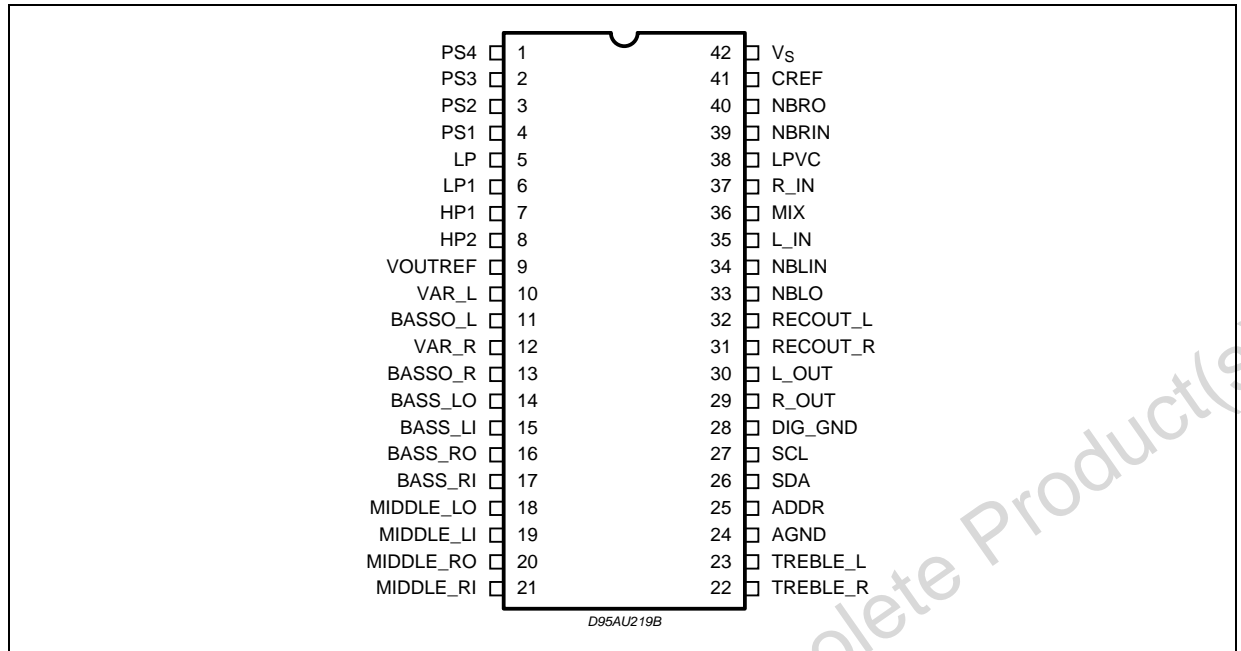 PS4 1 42 VS
PS3 2 41 CREF
PS2 3 40 NBRO
PS1 4 39 NBRIN
LP 5 38 LPVC
LP1 6 37 R_IN
HP1 7 36 MIX
HP2 8 35 L_IN
VOUTREF 9 34 NBLIN
VAR_L 10 33 NBLO
BASSO_L 11 32 RECOUT_L
VAR_R 12 31 RECOUT_R
BASSO_R 13 30 L_OUT
BASS_LO 14 29 R_OUT
BASS_LI 15 28 DIG_GND
BASS_RO 16 27 SCL
BASS_RI 17 26 SDA
MIDDLE_LO 18 25 ADDR
MIDDLE_LI 19 24 AGND
MIDDLE_RO 20 23 TREBLE_L
MIDDLE_RI 21 22 TREBLE_R
D95AU219B
olete Product(s